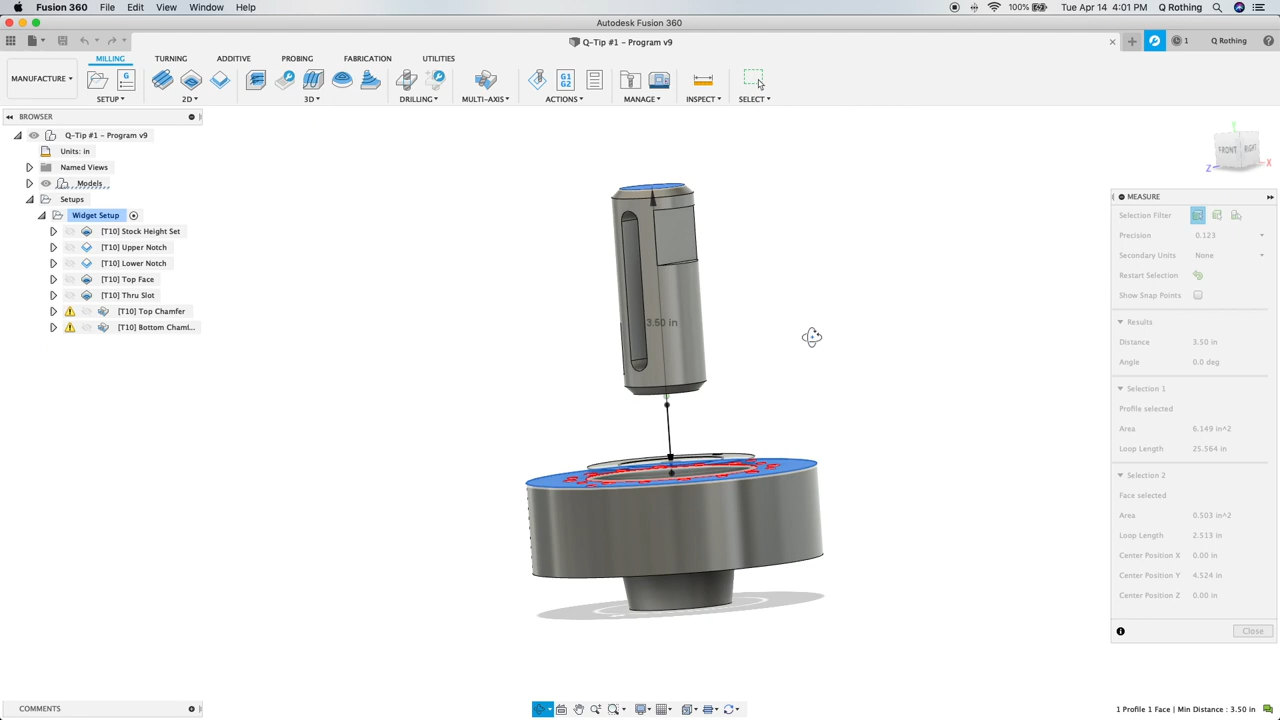 Fusion 360 File Edit View Window Help 100% Tue Apr 14 4:01 PM Q Rothing
Autodesk Fusion 360
Q-Tip #1 – Program v9 1 Q Rothing
MILLING TURNING ADDITIVE PROBING FABRICATION UTILITIES
MANUFACTURE
G G1 G2
SETUP 2D 3D DRILLING MULTI-AXIS ACTIONS MANAGE INSPECT SELECT
BROWSER
Q-Tip #1 – Program v9
Units: in
Named Views
Models
Setups
Widget Setup
[T10] Stock Height Set
[T10] Upper Notch
[T10] Lower Notch
[T10] Top Face
[T10] Thru Slot
[T10] Top Chamfer
[T10] Bottom Chamf...
3.50 in
FRONT RIGHT
Z X
MEASURE
Selection Filter
Precision 0.123
Secondary Units None
Restart Selection
Show Snap Points
Results
Distance 3.50 in
Angle 0.0 deg
Selection 1
Profile selected
Area 6.149 in^2
Loop Length 25.564 in
Selection 2
Face selected
Area 0.503 in^2
Loop Length 2.513 in
Center Position X 0.00 in
Center Position Y 4.524 in
Center Position Z 0.00 in
Close
COMMENTS
1 Profile 1 Face | Min Distance : 3.50 in